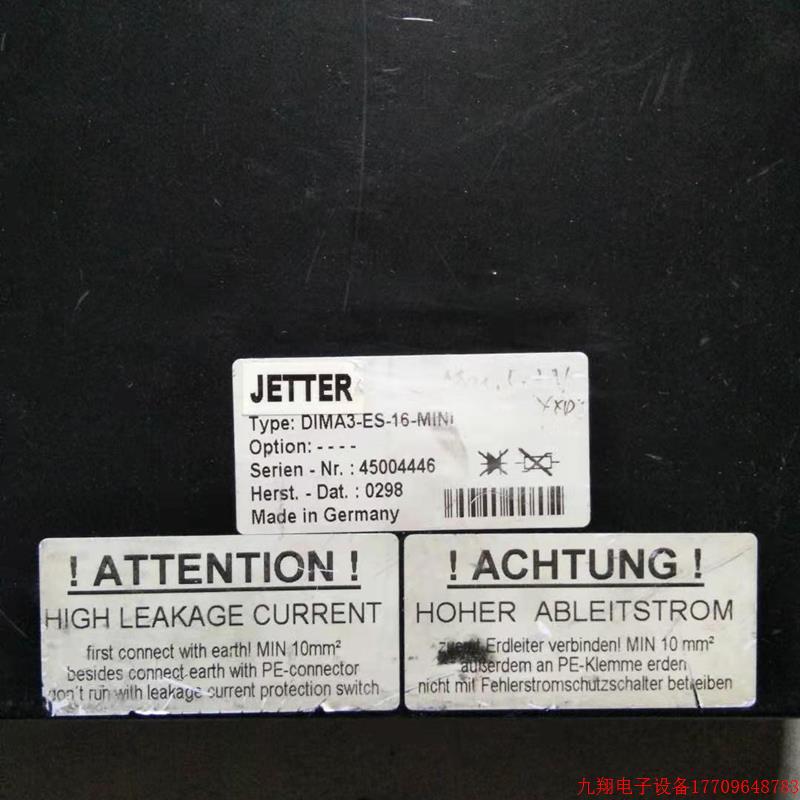 JETTER
Type: DIMA3-ES-16-MINI
Option: - - - -
Serien - Nr. : 45004446
Herst. - Dat. : 0298
Made in Germany
! ATTENTION !
HIGH LEAKAGE CURRENT
first connect with earth! MIN 10mm²
besides connect earth with PE-connector
don't run with leakage current protection switch
! ACHTUNG !
HOHER ABLEITSTROM
Erdleiter verbinden! MIN 10 mm²
außerdem an PE-Klemme erden
nicht mit Fehlerstromschutzschalter betreiben
九翔电子设备17709648783